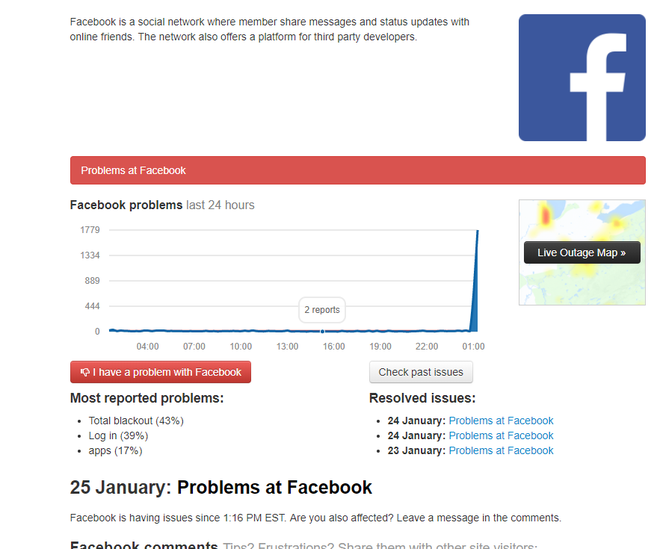 Facebook is a social network where member share messages and status updates with
online friends. The network also offers a platform for third party developers.
f
Problems at Facebook
Facebook problems last 24 hours
1779
1334
889
444
0
2 reports
04:00 07:00 10:00 13:00 16:00 19:00 22:00 01:00
Live Outage Map »
I have a problem with Facebook
Check past issues
Most reported problems:
• Total blackout (43%)
• Log in (39%)
• apps (17%)
Resolved issues:
• 24 January: Problems at Facebook
• 24 January: Problems at Facebook
• 23 January: Problems at Facebook
25 January: Problems at Facebook
Facebook is having issues since 1:16 PM EST. Are you also affected? Leave a message in the comments.
Facebook comments Tips? Frustrations? Share them with other site visitors: